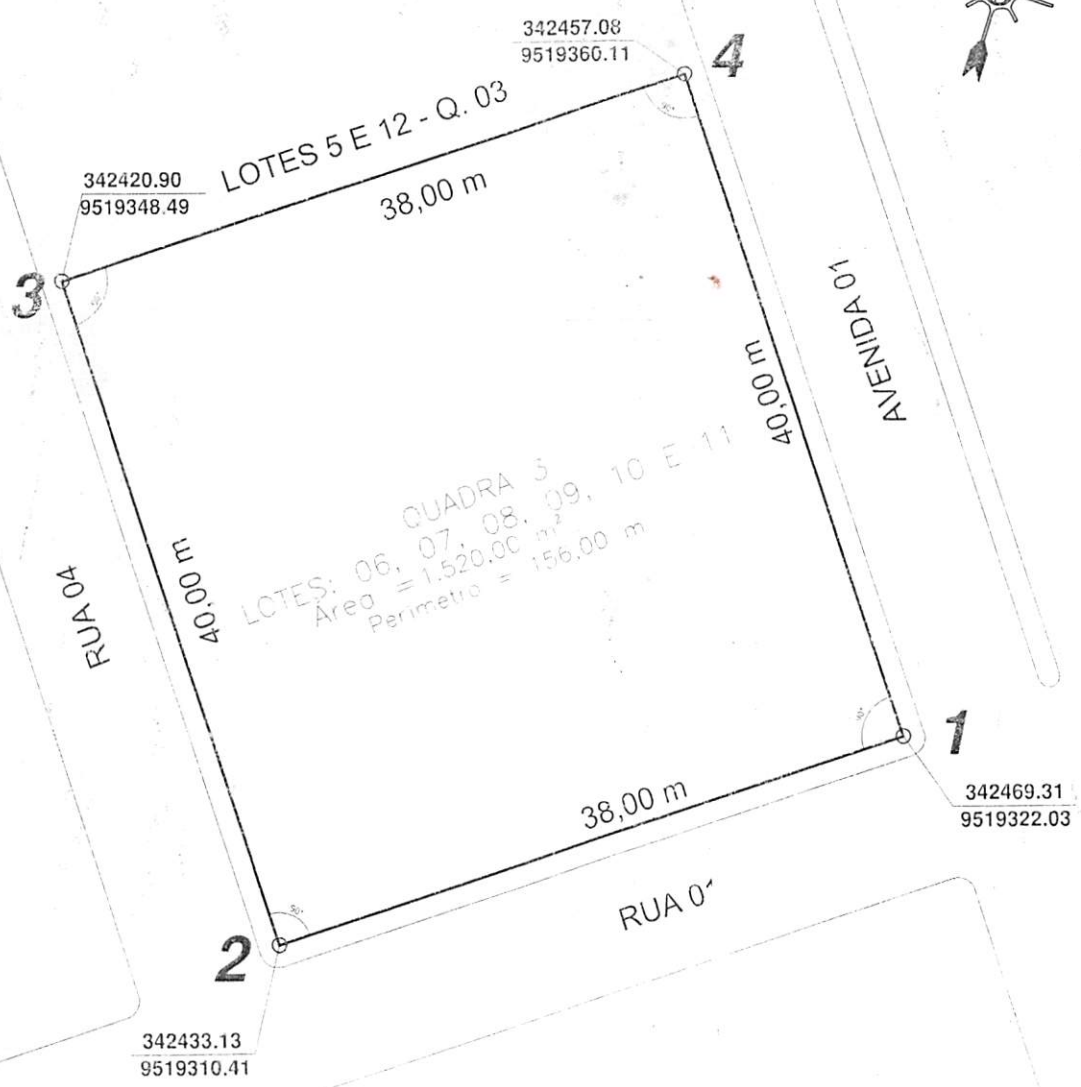 342457.08
9519360.11
4
LOTES 5 E 12 - Q. 03
38,00 m
342420.90
9519348.49
3
AVENIDA 01
40,00 m
QUADRA 3
LOTES: 06, 07, 08, 09, 10 E 11
Área = 1.520,00 m²
Perímetro = 156,00 m
40,00 m
RUA 04
1
342469.31
9519322.03
38,00 m
RUA 01
2
342433.13
9519310.41